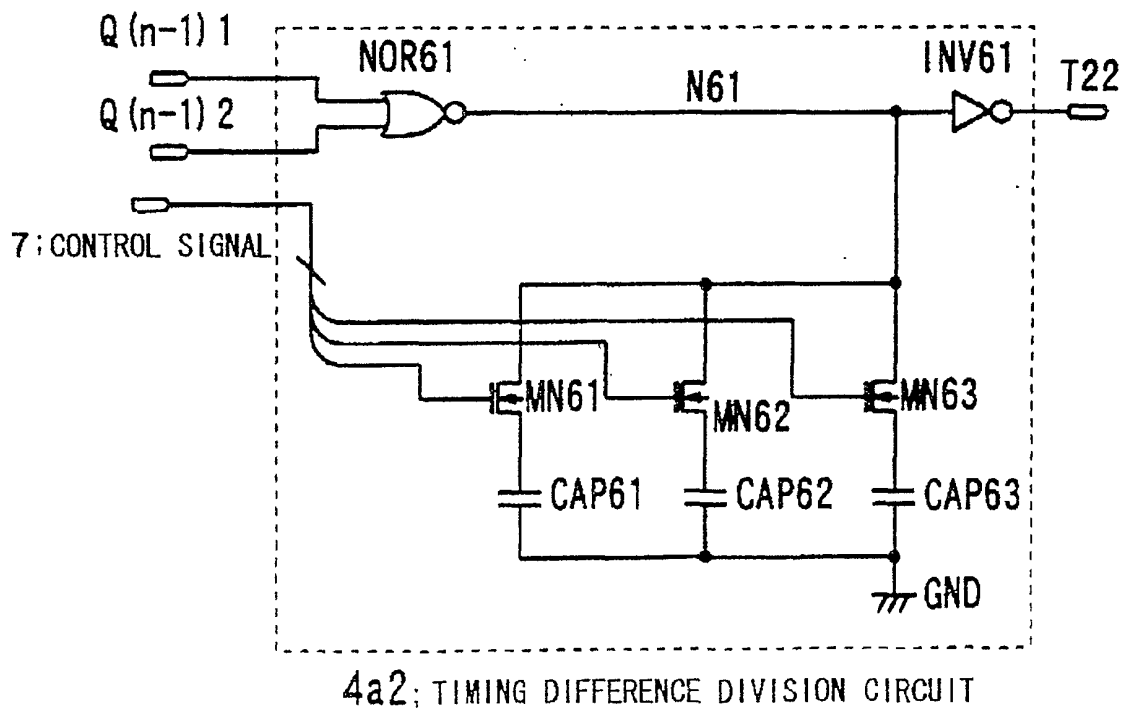 Q(n-1)1
NOR61
INV61
T22
N61
Q(n-1)2
7;CONTROL SIGNAL
MN61
MN62
MN63
CAP61
CAP62
CAP63
GND
4a2; TIMING DIFFERENCE DIVISION CIRCUIT